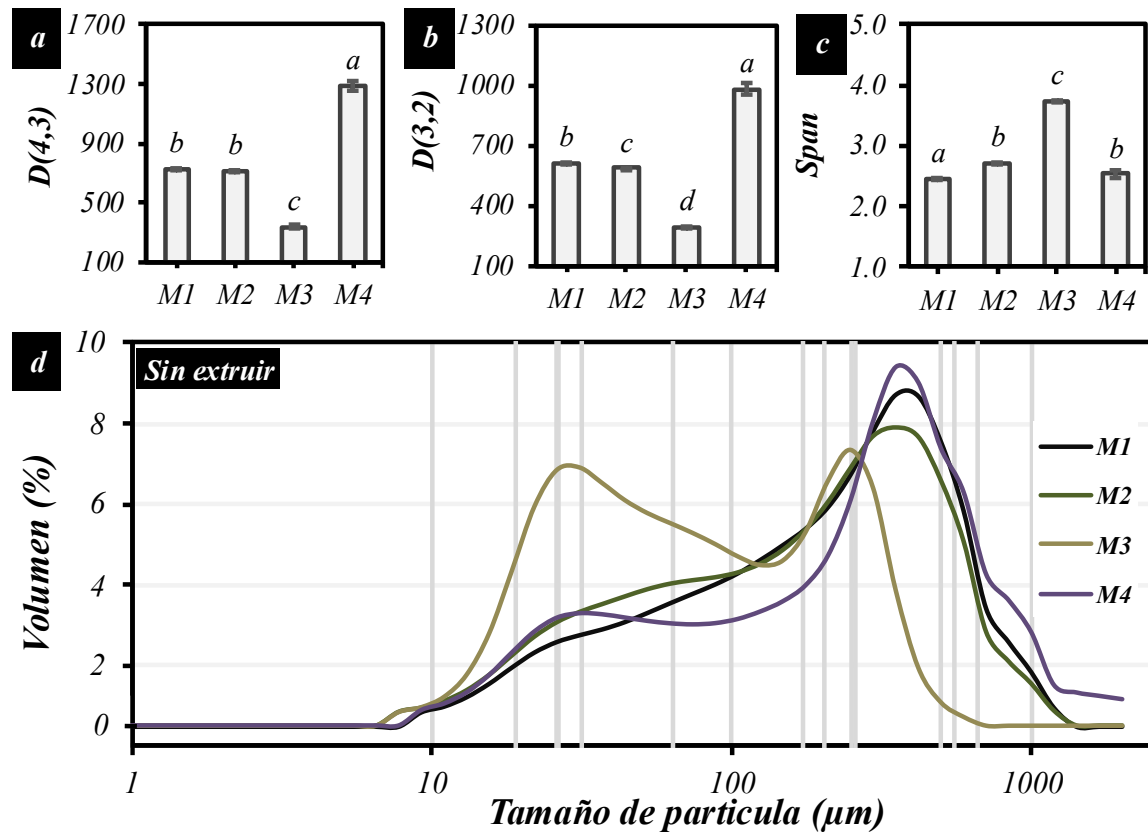 a
D(4,3)
1700
1300
900
500
100
b
b
c
a
M1 M2 M3 M4
b
D(3,2)
1300
1000
700
400
100
b
c
d
a
M1 M2 M3 M4
c
Span
5.0
4.0
3.0
2.0
1.0
a
b
c
b
M1 M2 M3 M4
d
Sin extruir
Volumen (%)
10
8
6
4
2
0
M1
M2
M3
M4
1 10 100 1000
Tamaño de particula (µm)